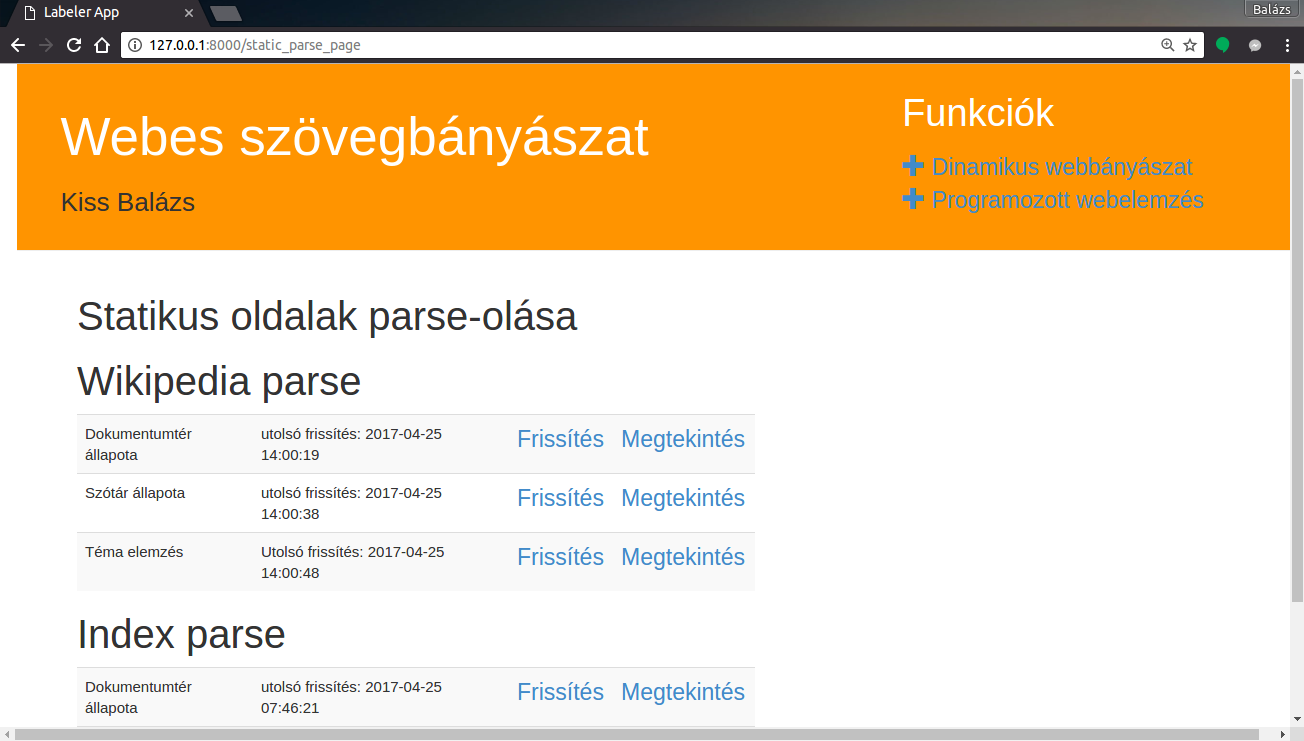 Labeler App
Balázs
127.0.0.1:8000/static_parse_page
Webes szövegbányászat
Kiss Balázs
Funkciók
Dinamikus webbányászat
Programozott webelemzés
Statikus oldalak parse-olása
Wikipedia parse
Dokumentumtér
állapota
utolsó frissítés: 2017-04-25
14:00:19
Frissítés
Megtekintés
Szótár állapota
utolsó frissítés: 2017-04-25
14:00:38
Frissítés
Megtekintés
Téma elemzés
Utolsó frissítés: 2017-04-25
14:00:48
Frissítés
Megtekintés
Index parse
Dokumentumtér
állapota
utolsó frissítés: 2017-04-25
07:46:21
Frissítés
Megtekintés